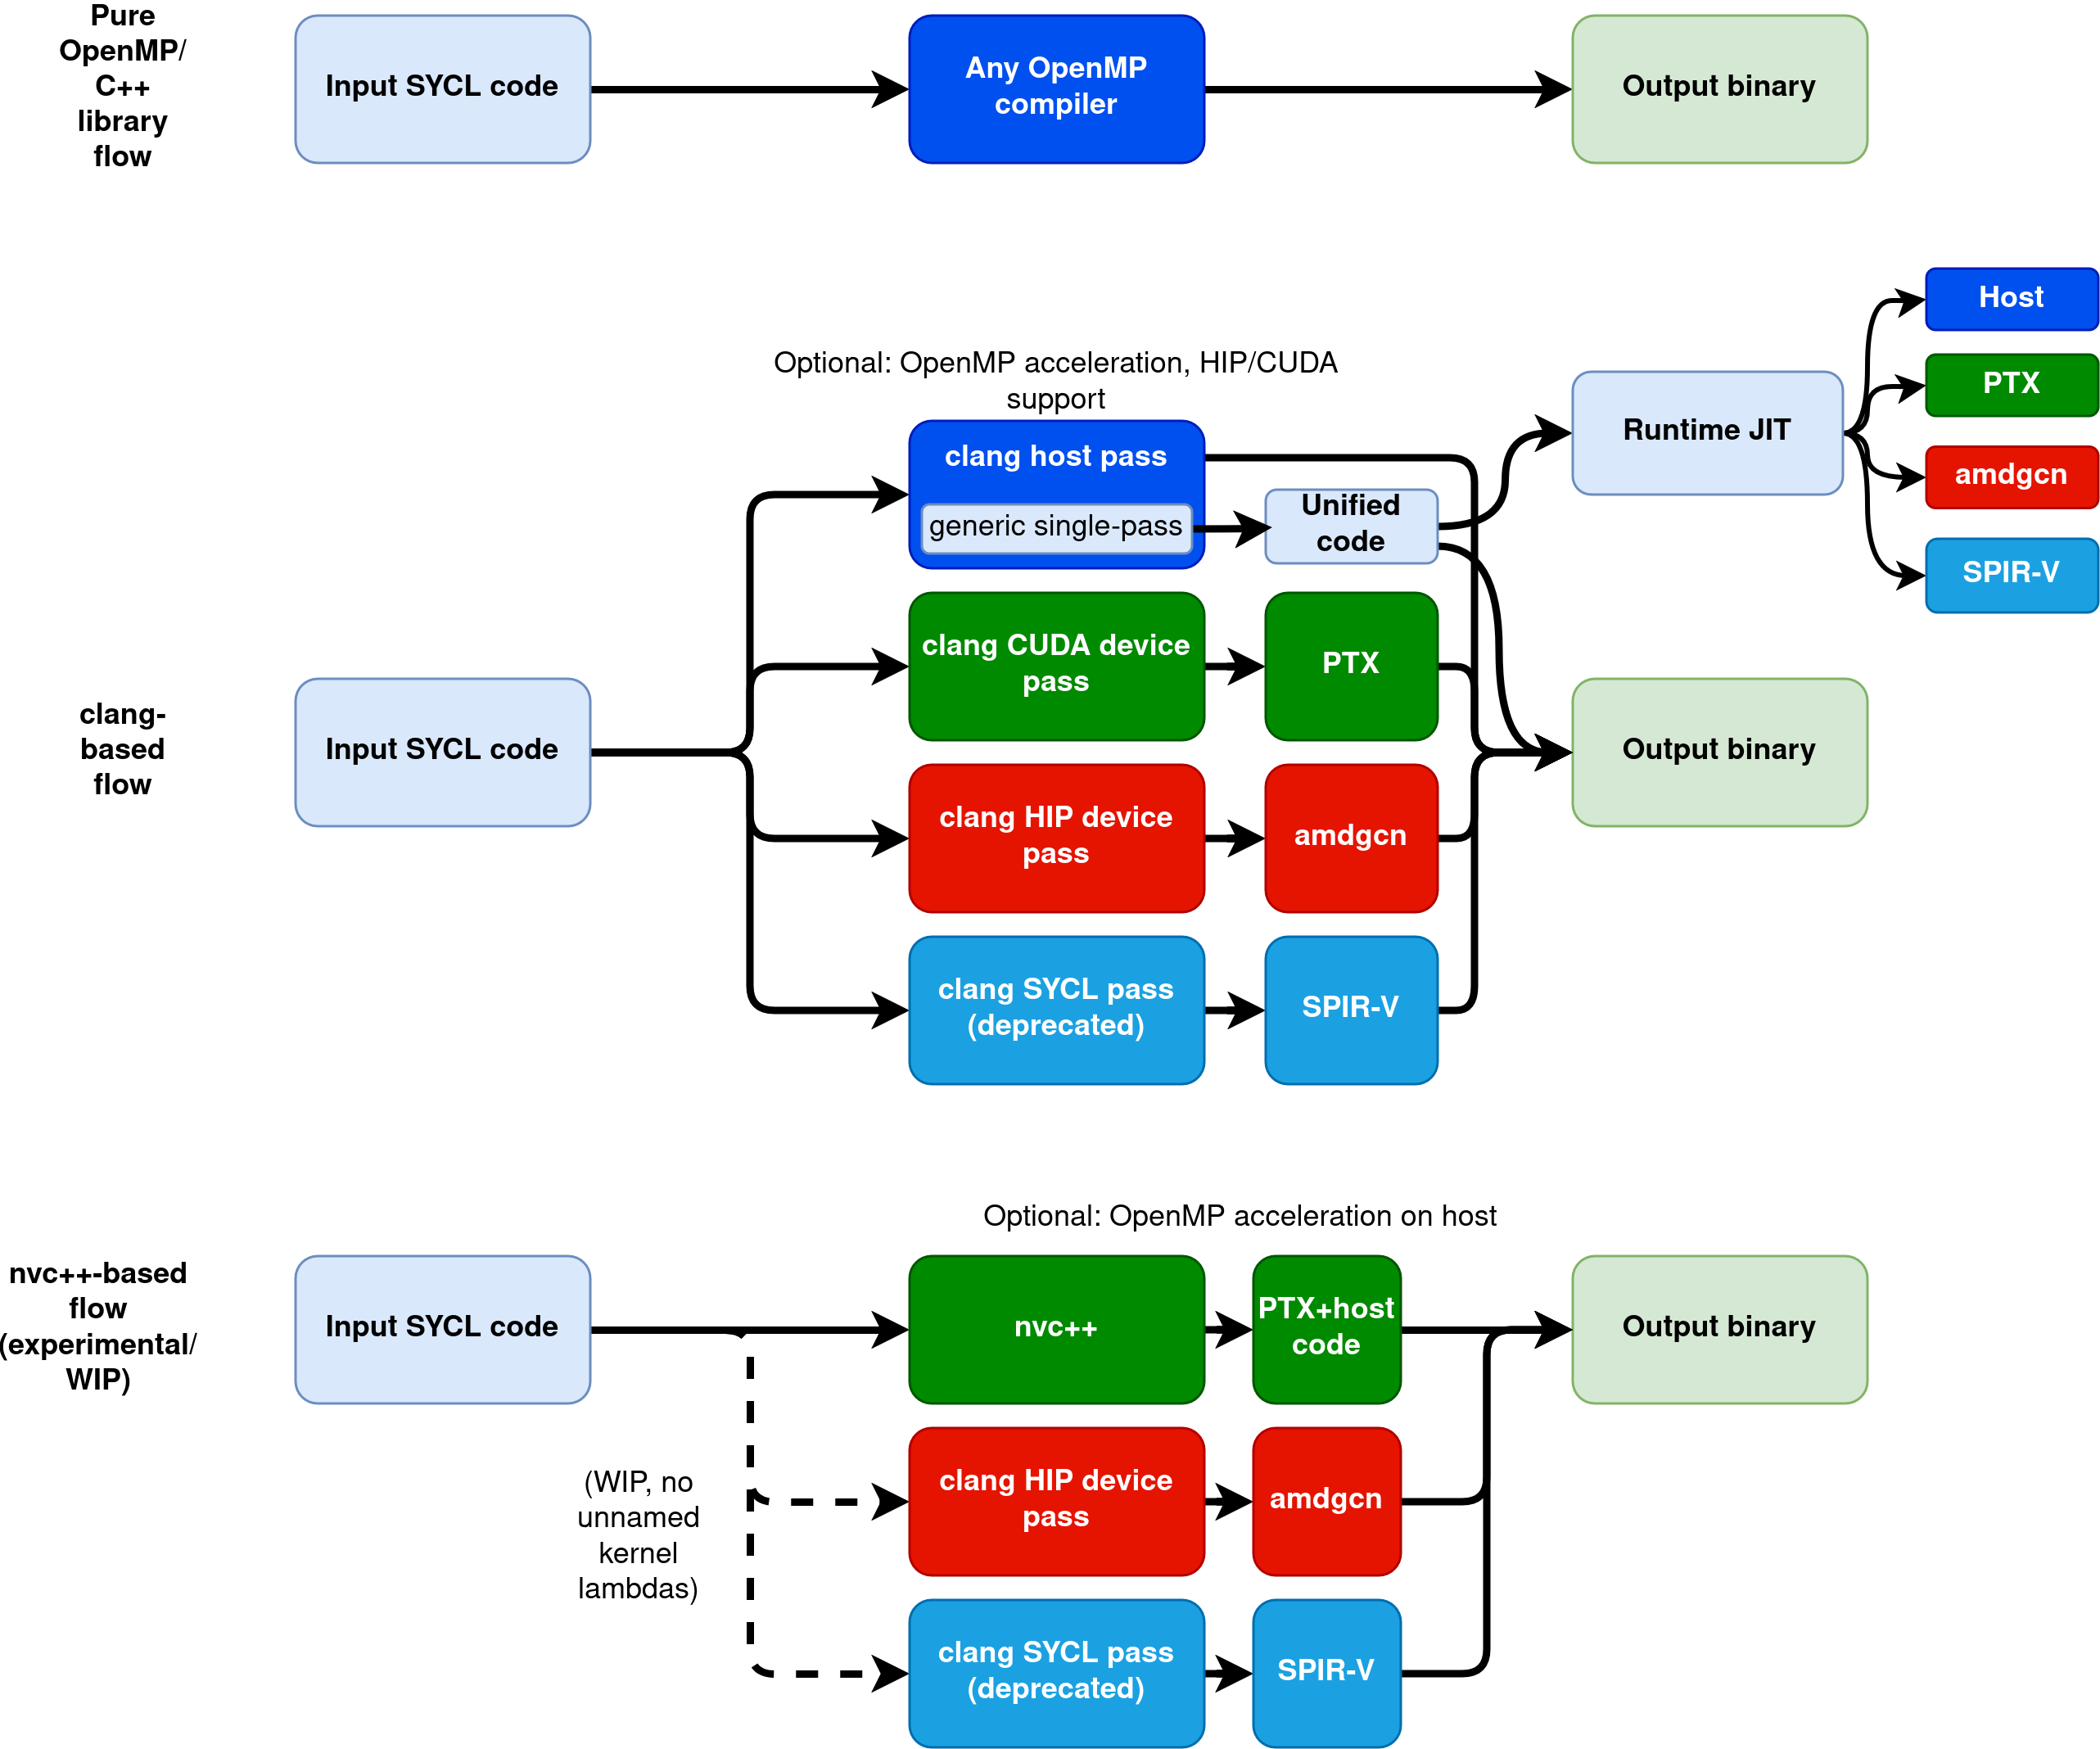 Pure
OpenMP/
C++
library
flow
Input SYCL code
Any OpenMP
compiler
Output binary
Optional: OpenMP acceleration, HIP/CUDA
support
clang-
based
flow
Input SYCL code
clang host pass
generic single-pass
Unified
code
clang CUDA device
pass
PTX
clang HIP device
pass
amdgcn
clang SYCL pass
(deprecated)
SPIR-V
Runtime JIT
Host
PTX
amdgcn
SPIR-V
Output binary
Optional: OpenMP acceleration on host
nvc++-based
flow
(experimental/
WIP)
Input SYCL code
(WIP, no
unnamed
kernel
lambdas)
nvc++
PTX+host
code
clang HIP device
pass
amdgcn
clang SYCL pass
(deprecated)
SPIR-V
Output binary